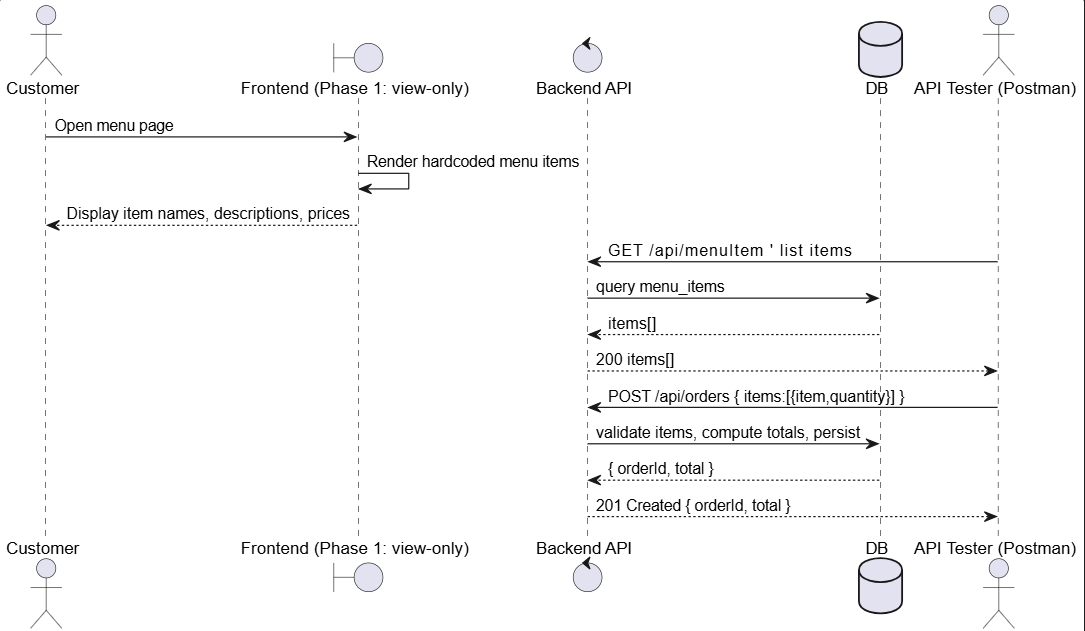 Customer
Frontend (Phase 1: view-only)
Backend API
DB
API Tester (Postman)
Open menu page
Render hardcoded menu items
Display item names, descriptions, prices
GET /api/menuItem ' list items
query menu_items
items[]
200 items[]
POST /api/orders { items:[{item,quantity}] }
validate items, compute totals, persist
{ orderId, total }
201 Created { orderId, total }
Customer
Frontend (Phase 1: view-only)
Backend API
DB
API Tester (Postman)